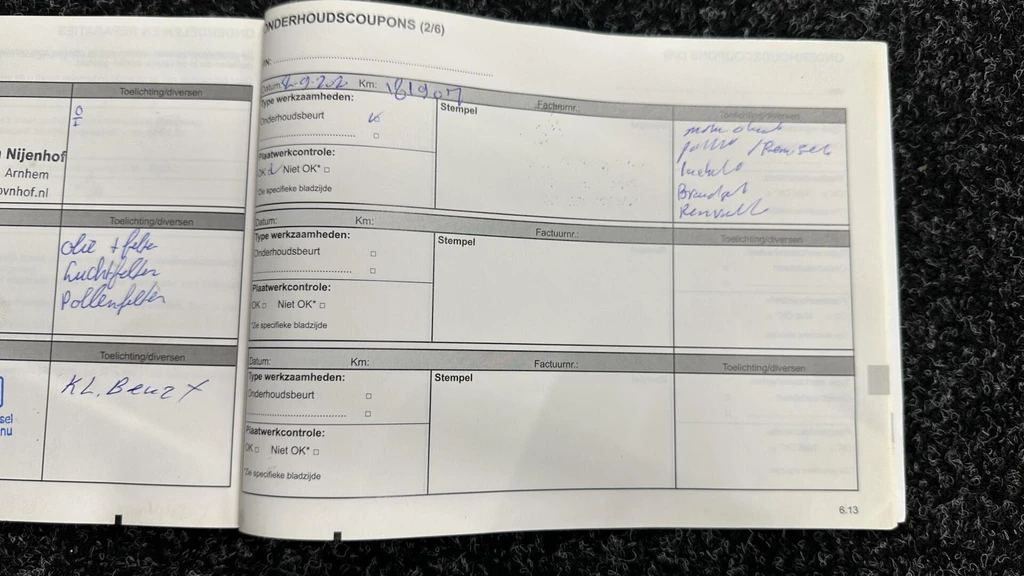 Toelichting/diversen
Nijenhof
Arnhem
Toelichting/diversen
olie + filter
Luchtfilter
Pollenfilter
Toelichting/diversen
KL. Beurt
sel
nu
ONDERHOUDSCOUPONS (2/6)
Datum: Km: 181907
Type werkzaamheden:
Onderhoudsbeurt
Plaatwerkcontrole:
OK Niet OK*
*Zie specifieke bladzijde
Stempel
Factuurnr.:
Toelichting/diversen
/Remsch
Datum: Km:
Type werkzaamheden:
Onderhoudsbeurt
Plaatwerkcontrole:
OK Niet OK*
*Zie specifieke bladzijde
Stempel
Factuurnr.:
Toelichting/diversen
Datum: Km:
Type werkzaamheden:
Onderhoudsbeurt
Plaatwerkcontrole:
OK Niet OK*
*Zie specifieke bladzijde
Stempel
Factuurnr.:
Toelichting/diversen
6.13